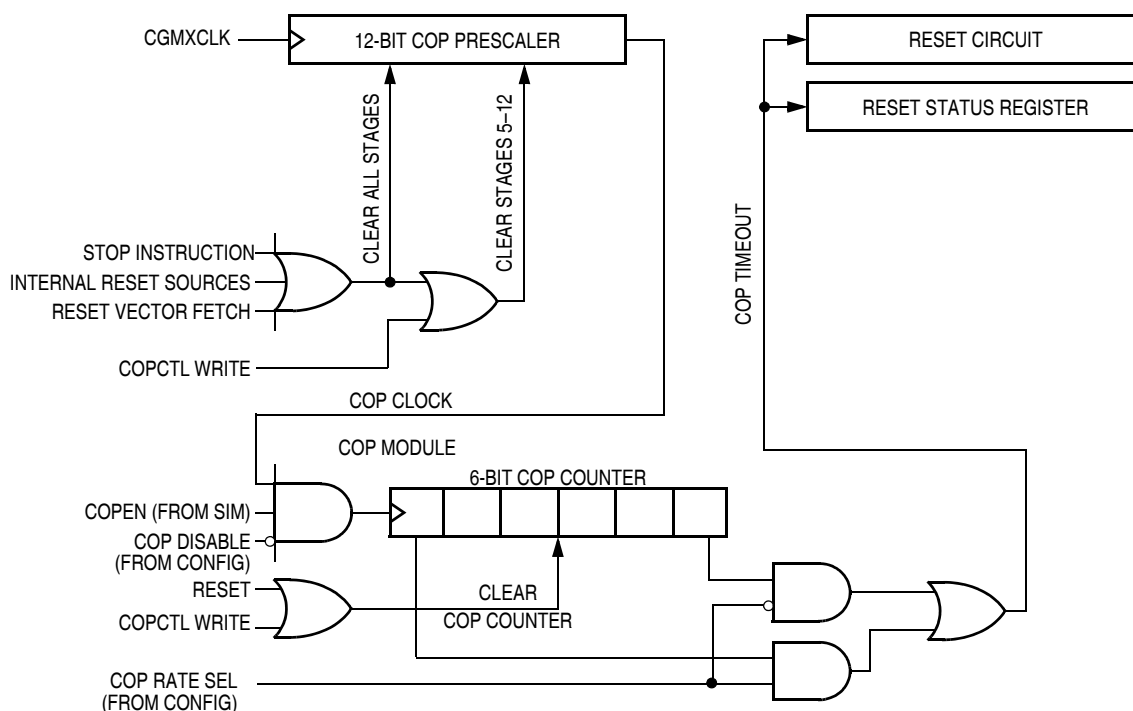 CGMXCLK
12-BIT COP PRESCALER
RESET CIRCUIT
RESET STATUS REGISTER
CLEAR ALL STAGES
CLEAR STAGES 5–12
COP TIMEOUT
STOP INSTRUCTION
INTERNAL RESET SOURCES
RESET VECTOR FETCH
COPCTL WRITE
COP CLOCK
COP MODULE
6-BIT COP COUNTER
COPEN (FROM SIM)
COP DISABLE
(FROM CONFIG)
RESET
COPCTL WRITE
CLEAR
COP COUNTER
COP RATE SEL
(FROM CONFIG)